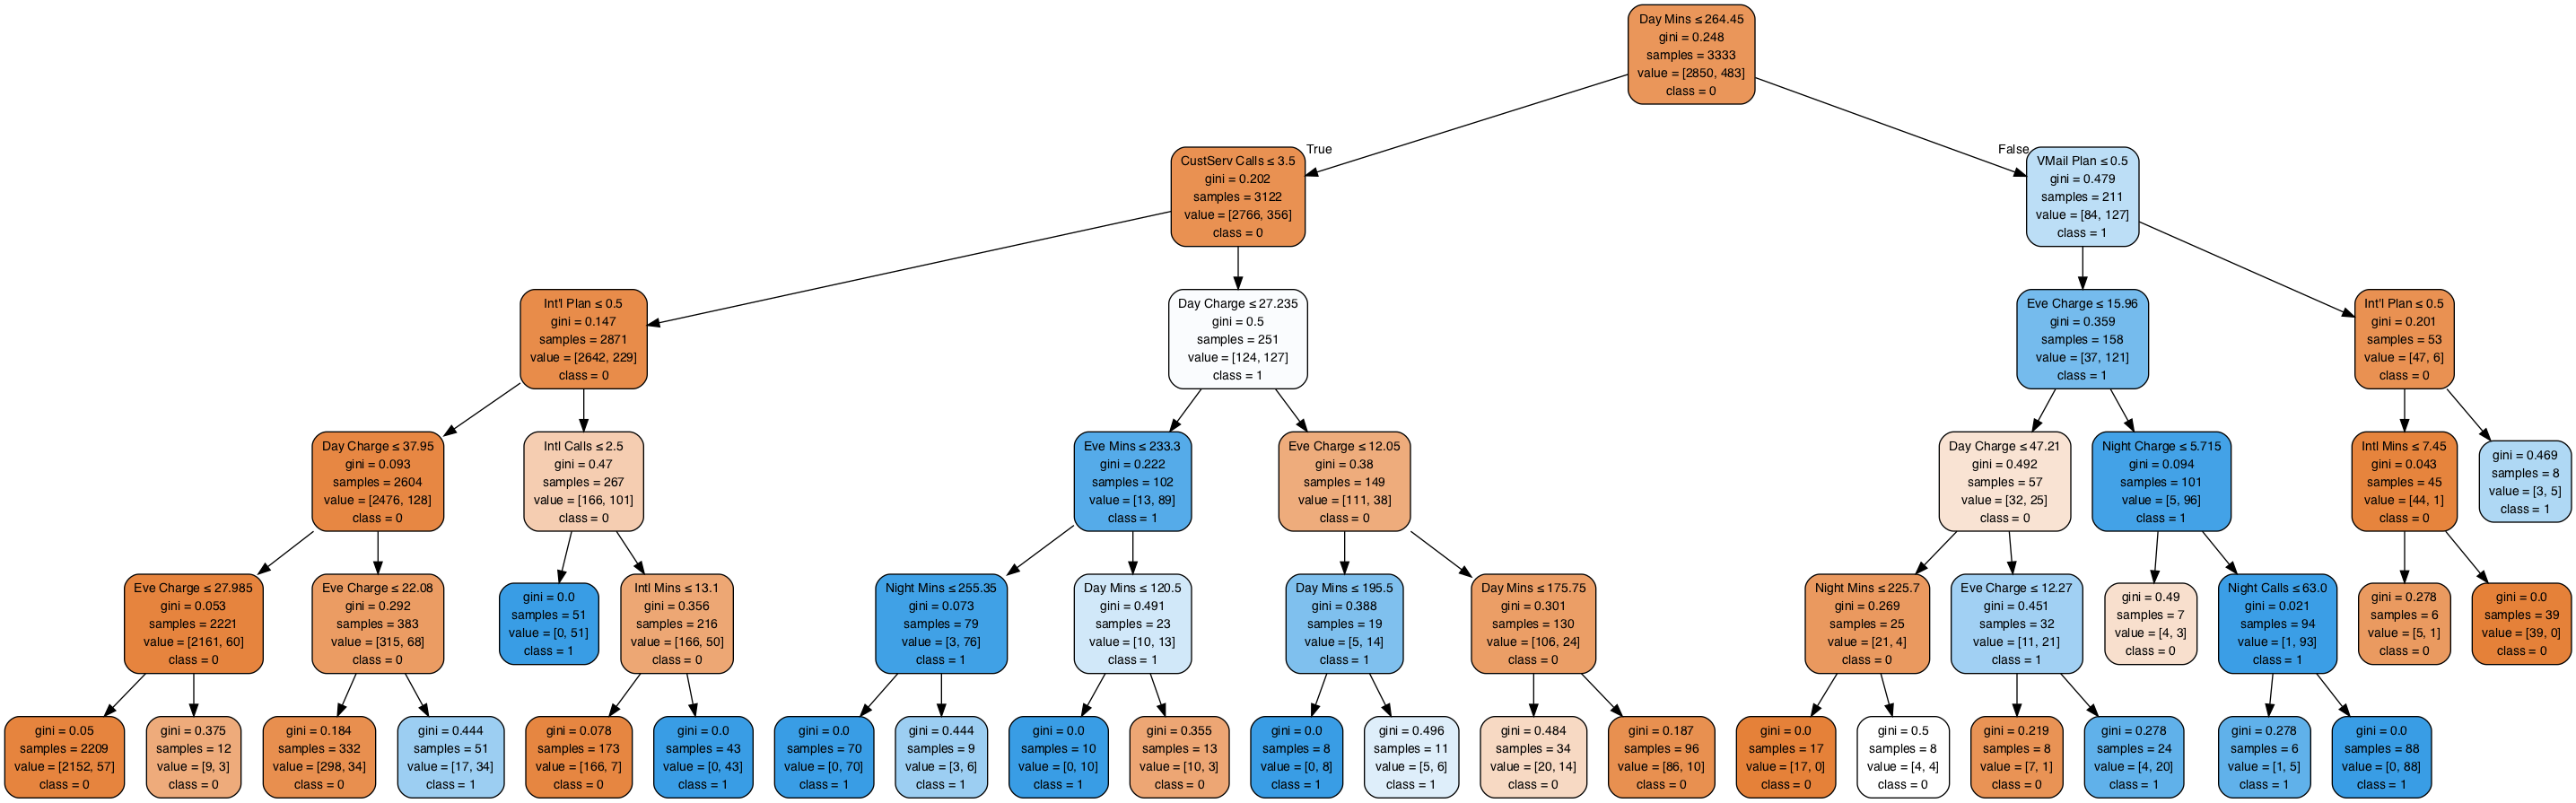 Day Mins ≤ 264.45
gini = 0.248
samples = 3333
value = [2850, 483]
class = 0
True
False
CustServ Calls ≤ 3.5
gini = 0.202
samples = 3122
value = [2766, 356]
class = 0
VMail Plan ≤ 0.5
gini = 0.479
samples = 211
value = [84, 127]
class = 1
Int'l Plan ≤ 0.5
gini = 0.147
samples = 2871
value = [2642, 229]
class = 0
Day Charge ≤ 27.235
gini = 0.5
samples = 251
value = [124, 127]
class = 1
Eve Charge ≤ 15.96
gini = 0.359
samples = 158
value = [37, 121]
class = 1
Int'l Plan ≤ 0.5
gini = 0.201
samples = 53
value = [47, 6]
class = 0
Day Charge ≤ 37.95
gini = 0.093
samples = 2604
value = [2476, 128]
class = 0
Intl Calls ≤ 2.5
gini = 0.47
samples = 267
value = [166, 101]
class = 0
Eve Mins ≤ 233.3
gini = 0.222
samples = 102
value = [13, 89]
class = 1
Eve Charge ≤ 12.05
gini = 0.38
samples = 149
value = [111, 38]
class = 0
Day Charge ≤ 47.21
gini = 0.492
samples = 57
value = [32, 25]
class = 0
Night Charge ≤ 5.715
gini = 0.094
samples = 101
value = [5, 96]
class = 1
Intl Mins ≤ 7.45
gini = 0.043
samples = 45
value = [44, 1]
class = 0
gini = 0.469
samples = 8
value = [3, 5]
class = 1
Eve Charge ≤ 27.985
gini = 0.053
samples = 2221
value = [2161, 60]
class = 0
Eve Charge ≤ 22.08
gini = 0.292
samples = 383
value = [315, 68]
class = 0
gini = 0.0
samples = 51
value = [0, 51]
class = 1
Intl Mins ≤ 13.1
gini = 0.356
samples = 216
value = [166, 50]
class = 0
Night Mins ≤ 255.35
gini = 0.073
samples = 79
value = [3, 76]
class = 1
Day Mins ≤ 120.5
gini = 0.491
samples = 23
value = [10, 13]
class = 1
Day Mins ≤ 195.5
gini = 0.388
samples = 19
value = [5, 14]
class = 1
Day Mins ≤ 175.75
gini = 0.301
samples = 130
value = [106, 24]
class = 0
Night Mins ≤ 225.7
gini = 0.269
samples = 25
value = [21, 4]
class = 0
Eve Charge ≤ 12.27
gini = 0.451
samples = 32
value = [11, 21]
class = 1
gini = 0.49
samples = 7
value = [4, 3]
class = 0
Night Calls ≤ 63.0
gini = 0.021
samples = 94
value = [1, 93]
class = 1
gini = 0.278
samples = 6
value = [5, 1]
class = 0
gini = 0.0
samples = 39
value = [39, 0]
class = 0
gini = 0.05
samples = 2209
value = [2152, 57]
class = 0
gini = 0.375
samples = 12
value = [9, 3]
class = 0
gini = 0.184
samples = 332
value = [298, 34]
class = 0
gini = 0.444
samples = 51
value = [17, 34]
class = 1
gini = 0.078
samples = 173
value = [166, 7]
class = 0
gini = 0.0
samples = 43
value = [0, 43]
class = 1
gini = 0.0
samples = 70
value = [0, 70]
class = 1
gini = 0.444
samples = 9
value = [3, 6]
class = 1
gini = 0.0
samples = 10
value = [0, 10]
class = 1
gini = 0.355
samples = 13
value = [10, 3]
class = 0
gini = 0.0
samples = 8
value = [0, 8]
class = 1
gini = 0.496
samples = 11
value = [5, 6]
class = 1
gini = 0.484
samples = 34
value = [20, 14]
class = 0
gini = 0.187
samples = 96
value = [86, 10]
class = 0
gini = 0.0
samples = 17
value = [17, 0]
class = 0
gini = 0.5
samples = 8
value = [4, 4]
class = 0
gini = 0.219
samples = 8
value = [7, 1]
class = 0
gini = 0.278
samples = 24
value = [4, 20]
class = 1
gini = 0.278
samples = 6
value = [1, 5]
class = 1
gini = 0.0
samples = 88
value = [0, 88]
class = 1